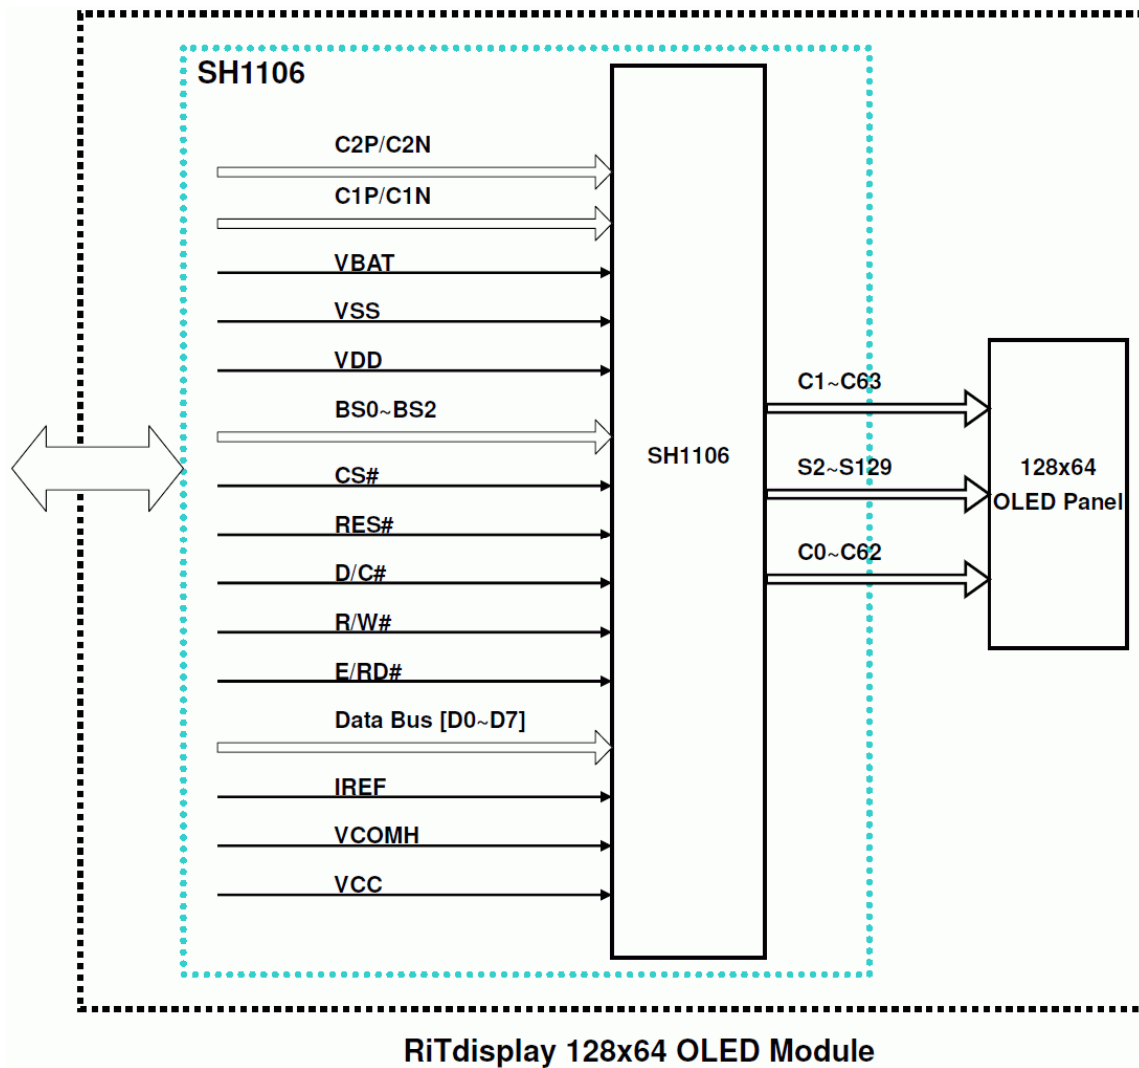 SH1106
C2P/C2N
C1P/C1N
VBAT
VSS
VDD
BS0~BS2
CS#
RES#
D/C#
R/W#
E/RD#
Data Bus [D0~D7]
IREF
VCOMH
VCC
SH1106
C1~C63
S2~S129
C0~C62
128x64
OLED Panel
RiTdisplay 128x64 OLED Module